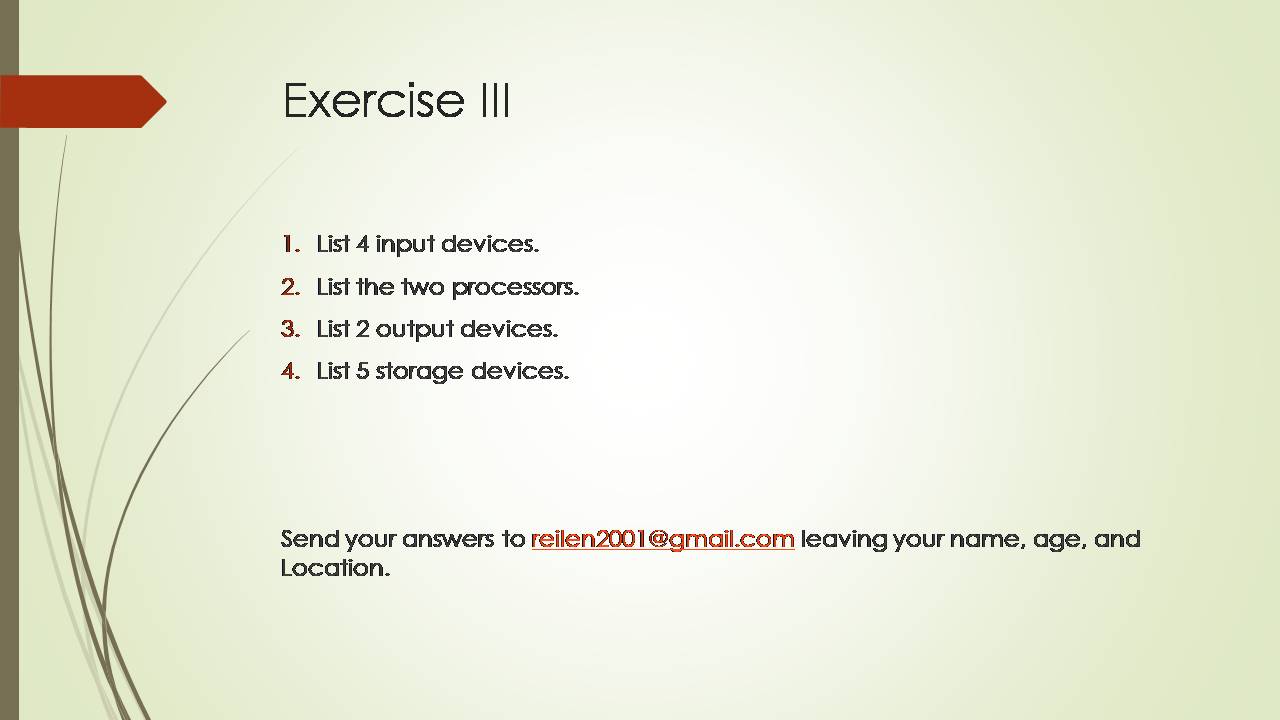 Exercise III
1. List 4 input devices.
2. List the two processors.
3. List 2 output devices.
4. List 5 storage devices.
Send your answers to reilen2001@gmail.com leaving your name, age, and
Location.